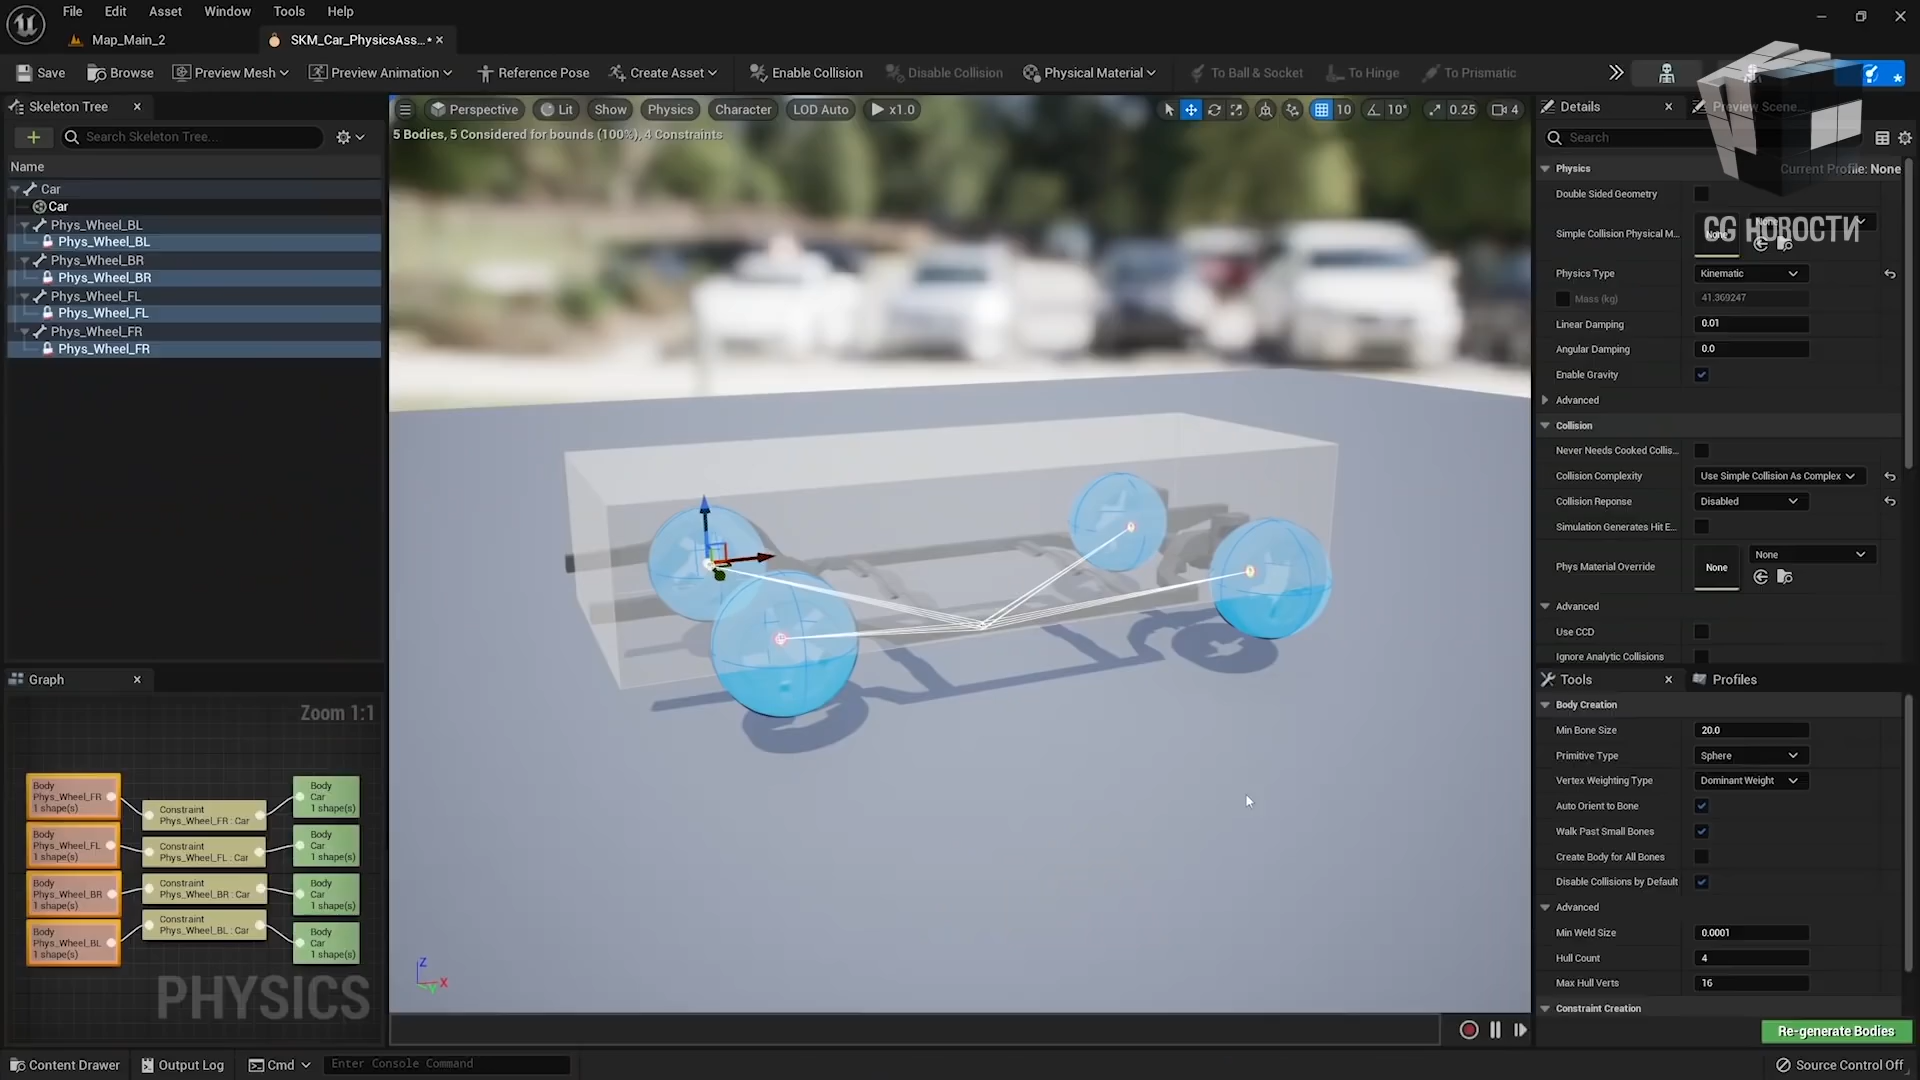 File Edit Asset Window Tools Help
Map_Main_2 SKM_Car_PhysicsAss...•
Save Browse Preview Mesh Preview Animation Reference Pose Create Asset Enable Collision Disable Collision Physical Material To Ball & Socket To Hinge To Prismatic
Skeleton Tree
Search Skeleton Tree...
Name
Car
Car
Phys_Wheel_BL
Phys_Wheel_BL
Phys_Wheel_BR
Phys_Wheel_BR
Phys_Wheel_FL
Phys_Wheel_FL
Phys_Wheel_FR
Phys_Wheel_FR
Perspective Lit Show Physics Character LOD Auto x1.0 10 10° 0.25 4
5 Bodies, 5 Considered for bounds (100%), 4 Constraints
Z
X
Y
Graph
Zoom 1:1
Body
Phys_Wheel_FR
1 shape(s)
Constraint
Phys_Wheel_FR : Car
Body
Car
1 shape(s)
Body
Phys_Wheel_FL
1 shape(s)
Constraint
Phys_Wheel_FL : Car
Body
Car
1 shape(s)
Body
Phys_Wheel_BR
1 shape(s)
Constraint
Phys_Wheel_BR : Car
Body
Car
1 shape(s)
Body
Phys_Wheel_BL
1 shape(s)
Constraint
Phys_Wheel_BL : Car
Body
Car
1 shape(s)
PHYSICS
Details Preview Scene...
Search
Physics Current Profile: None
Double Sided Geometry
Simple Collision Physical M... None None
CG НОВОСТИ
Physics Type Kinematic
Mass (kg) 41.369247
Linear Damping 0.01
Angular Damping 0.0
Enable Gravity
Advanced
Collision
Never Needs Cooked Collis...
Collision Complexity Use Simple Collision As Complex
Collision Reponse Disabled
Simulation Generates Hit E...
Phys Material Override None None
Advanced
Use CCD
Ignore Analytic Collisions
Tools Profiles
Body Creation
Min Bone Size 20.0
Primitive Type Sphere
Vertex Weighting Type Dominant Weight
Auto Orient to Bone
Walk Past Small Bones
Create Body for All Bones
Disable Collisions by Default
Advanced
Min Weld Size 0.0001
Hull Count 4
Max Hull Verts 16
Constraint Creation
Re-generate Bodies
Content Drawer Output Log Cmd Enter Console Command Source Control Off